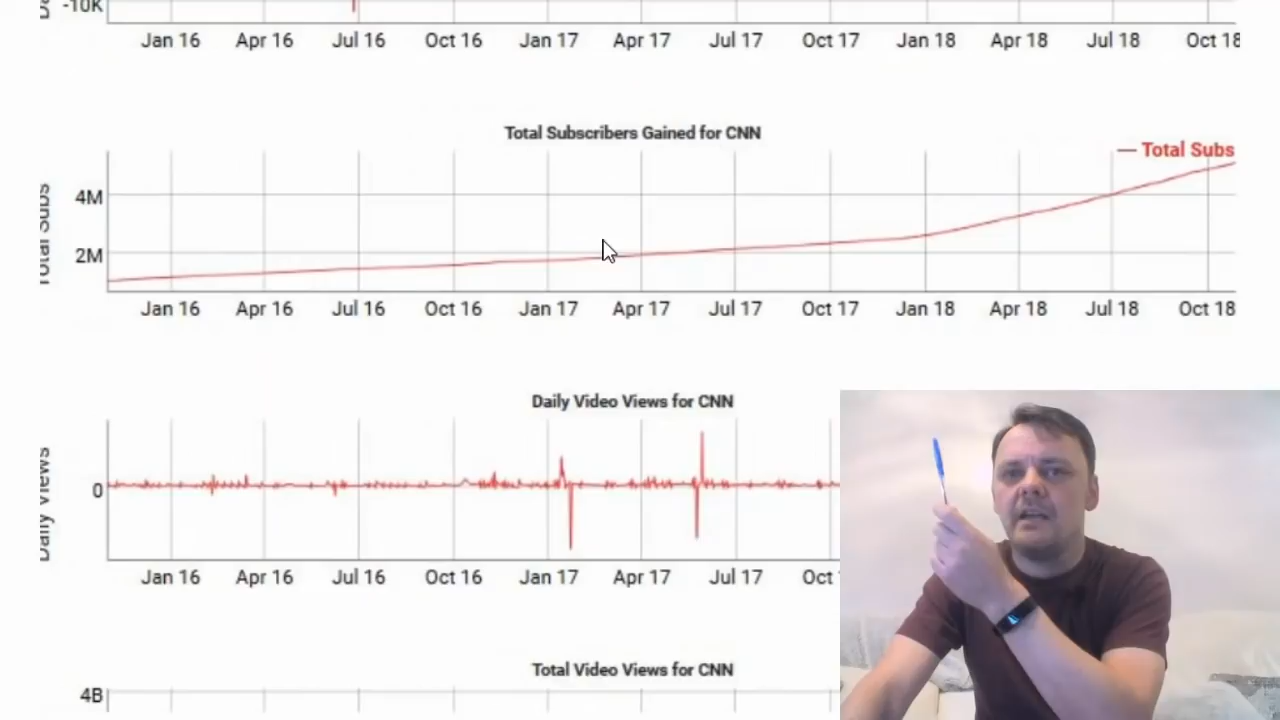 -10K
Jan 16 Apr 16 Jul 16 Oct 16 Jan 17 Apr 17 Jul 17 Oct 17 Jan 18 Apr 18 Jul 18 Oct 18
Total Subscribers Gained for CNN
Total Subs
Total Subs
4M
2M
Jan 16 Apr 16 Jul 16 Oct 16 Jan 17 Apr 17 Jul 17 Oct 17 Jan 18 Apr 18 Jul 18 Oct 18
Daily Video Views for CNN
Daily Views
0
Jan 16 Apr 16 Jul 16 Oct 16 Jan 17 Apr 17 Jul 17 Oct
Total Video Views for CNN
4B